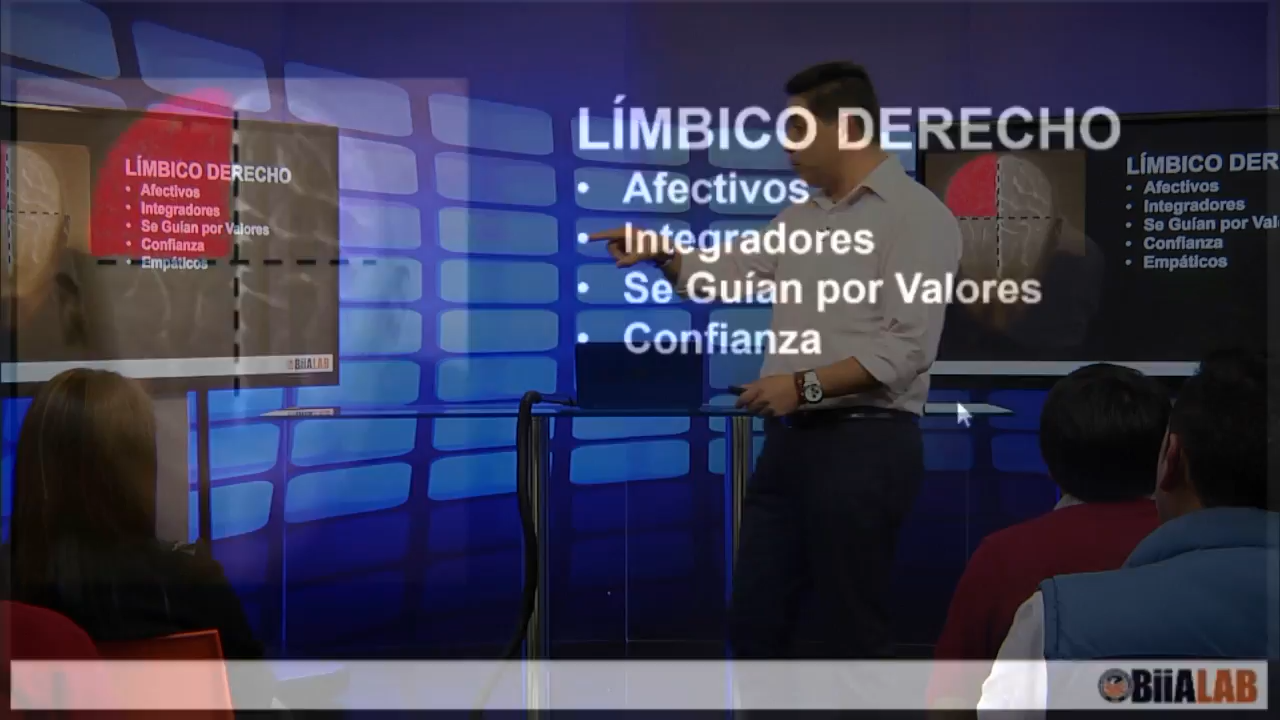 LÍMBICO DERECHO
• Afectivos
• Integradores
• Se Guían por Valores
• Confianza
LÍMBICO DERECHO
• Afectivos
• Integradores
• Se Guían por Valores
• Confianza
• Empáticos
BiiALAB
LÍMBICO DER
• Afectivos
• Integradores
• Se Guían por Val
• Confianza
• Empáticos
BiiALAB